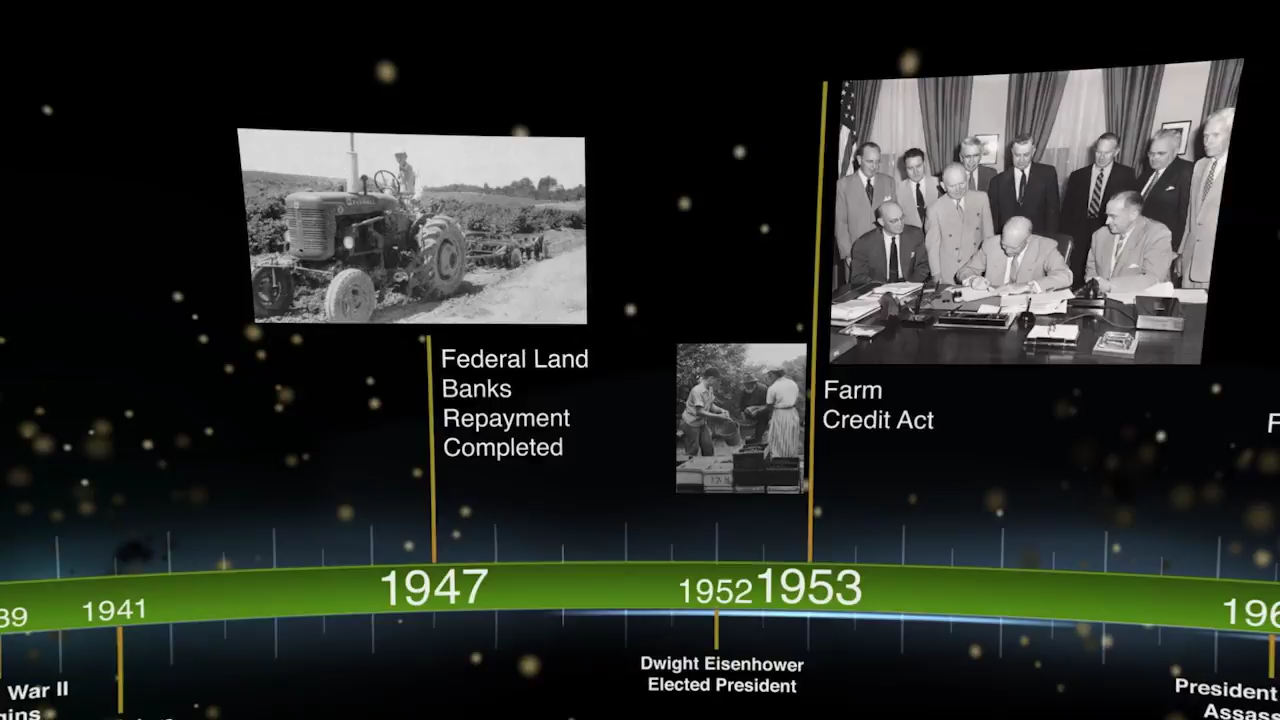 Federal Land
Banks
Repayment
Completed
Farm
Credit Act
1941
1947
1952
1953
Dwight Eisenhower
Elected President
War II
President